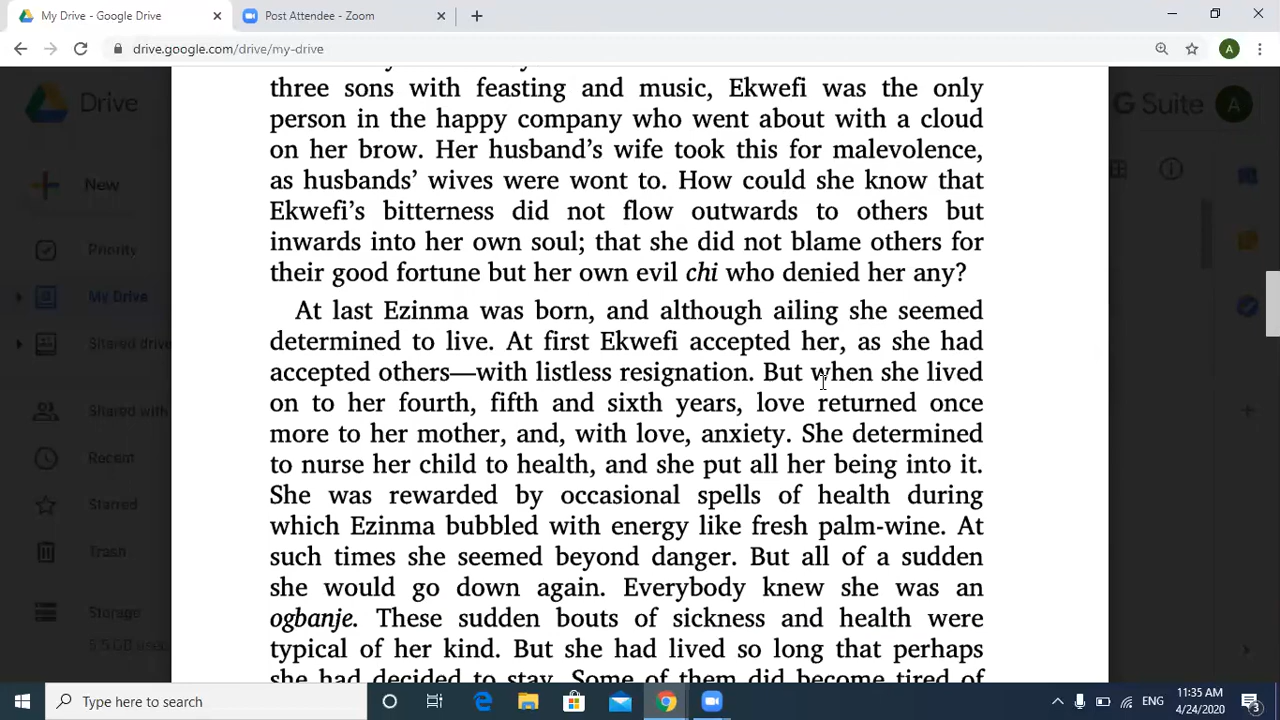 My Drive - Google Drive
Post Attendee - Zoom
drive.google.com/drive/my-drive
A
Drive
G Suite
A
New
Priority
My Drive
Shared drive
Shared with
Recent
Starred
Trash
Storage
three sons with feasting and music, Ekwefi was the only
person in the happy company who went about with a cloud
on her brow. Her husband’s wife took this for malevolence,
as husbands’ wives were wont to. How could she know that
Ekwefi’s bitterness did not flow outwards to others but
inwards into her own soul; that she did not blame others for
their good fortune but her own evil chi who denied her any?
At last Ezinma was born, and although ailing she seemed
determined to live. At first Ekwefi accepted her, as she had
accepted others—with listless resignation. But when she lived
on to her fourth, fifth and sixth years, love returned once
more to her mother, and, with love, anxiety. She determined
to nurse her child to health, and she put all her being into it.
She was rewarded by occasional spells of health during
which Ezinma bubbled with energy like fresh palm-wine. At
such times she seemed beyond danger. But all of a sudden
she would go down again. Everybody knew she was an
ogbanje. These sudden bouts of sickness and health were
typical of her kind. But she had lived so long that perhaps
she had decided to stay. Some of them did become tired of
Type here to search
ENG
11:35 AM
4/24/2020
3